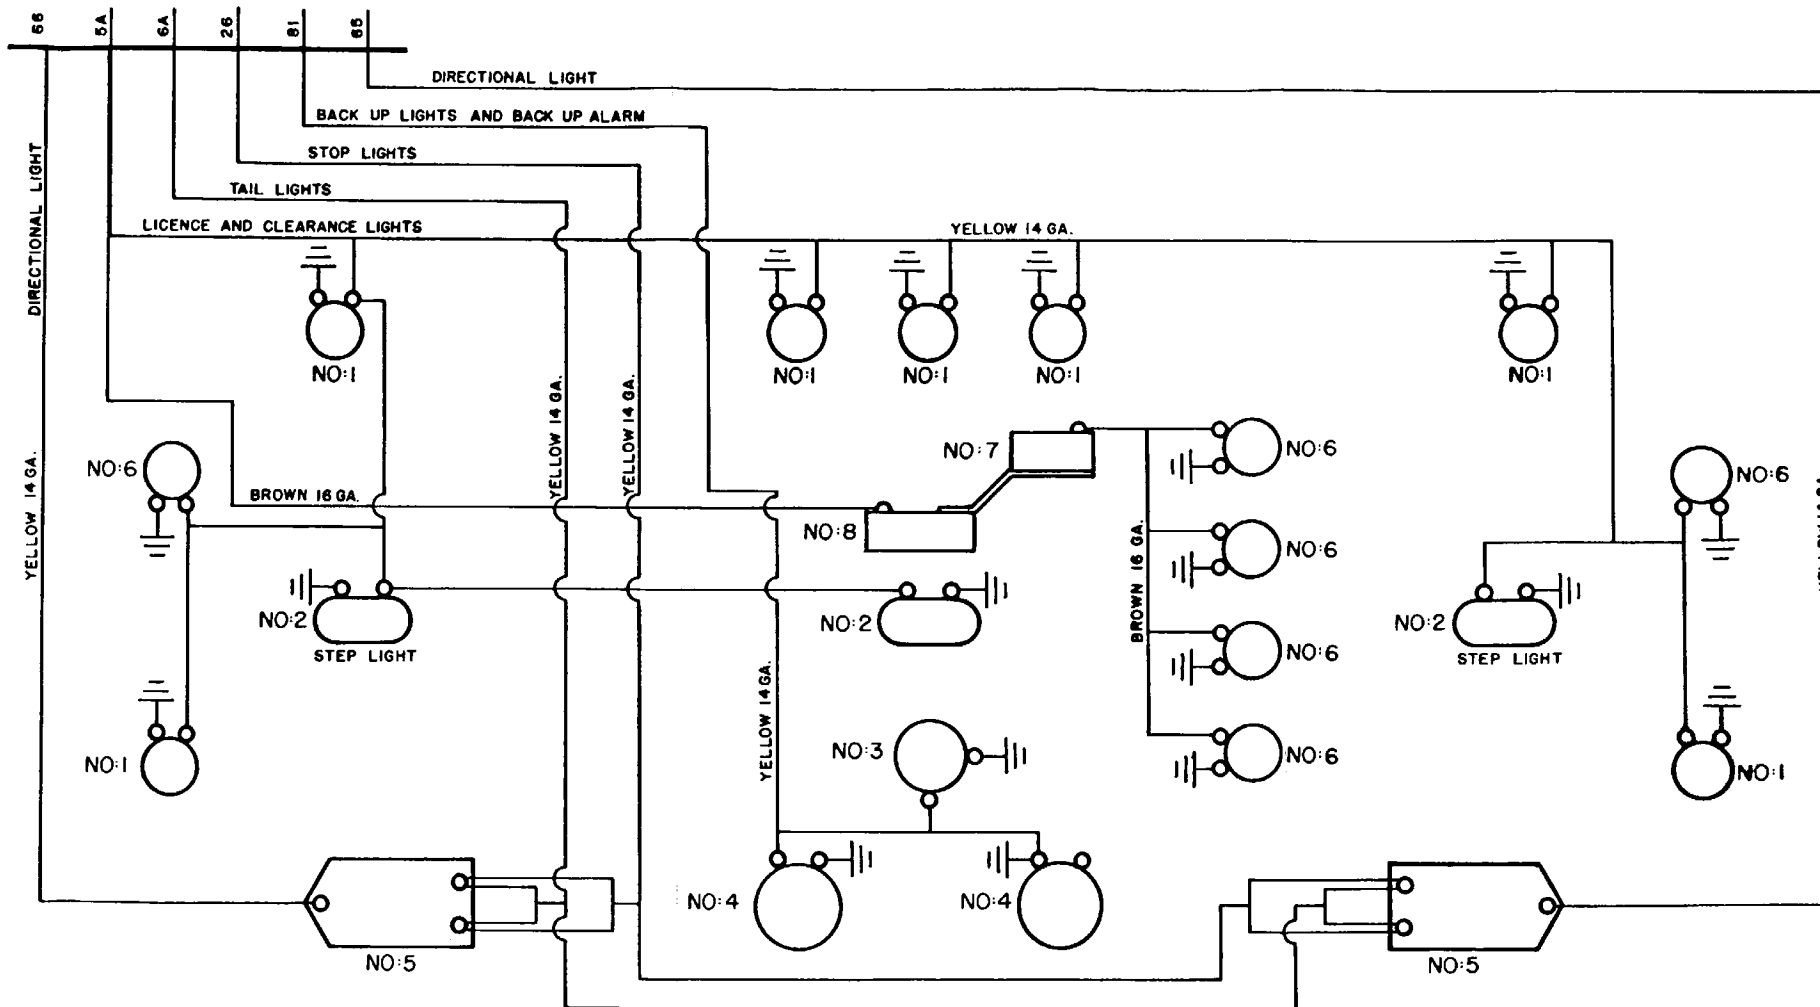 66
5A
6A
26
81
65
DIRECTIONAL LIGHT
BACK UP LIGHTS AND BACK UP ALARM
STOP LIGHTS
TAIL LIGHTS
LICENCE AND CLEARANCE LIGHTS
YELLOW 14 GA.
DIRECTIONAL LIGHT
YELLOW 14 GA.
NO:1
NO:1
NO:1
NO:1
NO:1
YELLOW 14 GA.
YELLOW 14 GA.
NO:6
BROWN 16 GA.
NO:7
NO:8
NO:6
NO:6
NO:6
NO:6
BROWN 16 GA.
NO:6
NO:2
STEP LIGHT
NO:2
NO:2
STEP LIGHT
YELLOW 14 GA.
NO:1
NO:3
NO:1
NO:4
NO:4
NO:5
NO:5